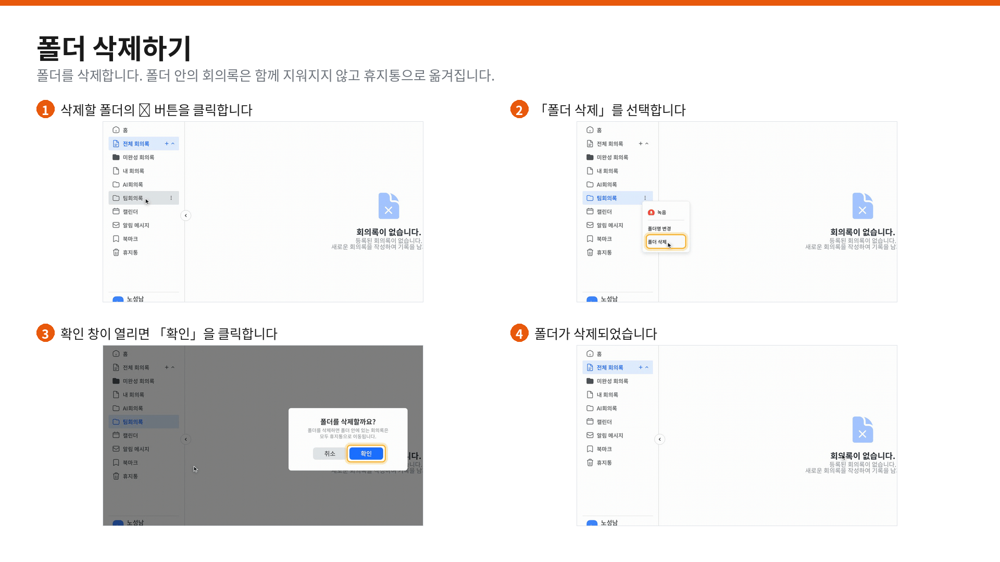 폴더 삭제하기
폴더를 삭제합니다. 폴더 안의 회의록은 함께 지워지지 않고 휴지통으로 옮겨집니다.
1 삭제할 폴더의 버튼을 클릭합니다
홈
전체 회의록
미완성 회의록
내 회의록
AI회의록
팀회의록
캘린더
알림 메시지
북마크
휴지통
노성남
회의록이 없습니다.
등록된 회의록이 없습니다.
새로운 회의록을 작성하여 기록을 남
2 「폴더 삭제」를 선택합니다
홈
전체 회의록
미완성 회의록
내 회의록
AI회의록
팀회의록
캘린더
알림 메시지
북마크
휴지통
노성남
녹음
폴더명 변경
폴더 삭제
회의록이 없습니다.
등록된 회의록이 없습니다.
새로운 회의록을 작성하여 기록을 남
3 확인 창이 열리면 「확인」을 클릭합니다
홈
전체 회의록
미완성 회의록
내 회의록
AI회의록
팀회의록
캘린더
알림 메시지
북마크
휴지통
노성남
폴더를 삭제할까요?
폴더를 삭제하면 폴더 안에 있는 회의록은
모두 휴지통으로 이동됩니다.
취소
확인
니다.
니다.
새로운 회의록을 작성하여 기록을 남
4 폴더가 삭제되었습니다
홈
전체 회의록
미완성 회의록
내 회의록
AI회의록
캘린더
알림 메시지
북마크
휴지통
노성남
회의록이 없습니다.
등록된 회의록이 없습니다.
새로운 회의록을 작성하여 기록을 남